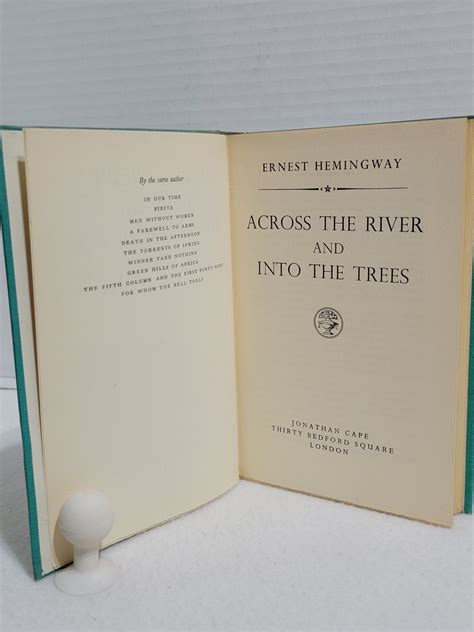 By the same author
IN OUR TIME
FIESTA
MEN WITHOUT WOMEN
A FAREWELL TO ARMS
DEATH IN THE AFTERNOON
THE TORRENTS OF SPRING
WINNER TAKE NOTHING
GREEN HILLS OF AFRICA
THE FIFTH COLUMN AND THE FIRST FORTY-NINE
FOR WHOM THE BELL TOLLS
ERNEST HEMINGWAY
ACROSS THE RIVER
AND
INTO THE TREES
JONATHAN CAPE
THIRTY BEDFORD SQUARE
LONDON